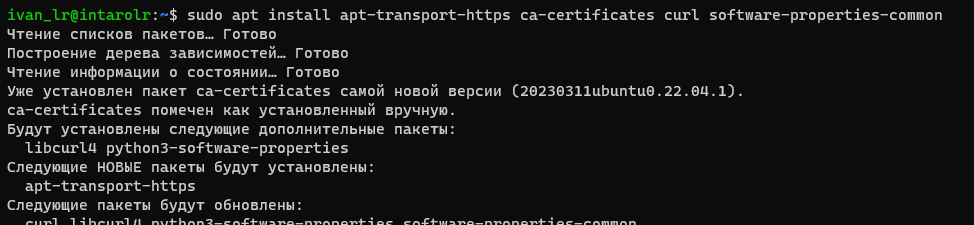 ivan_lr@intarolr:~$ sudo apt install apt-transport-https ca-certificates curl software-properties-common
Чтение списков пакетов… Готово
Построение дерева зависимостей… Готово
Чтение информации о состоянии… Готово
Уже установлен пакет ca-certificates самой новой версии (20230311ubuntu0.22.04.1).
ca-certificates помечен как установленный вручную.
Будут установлены следующие дополнительные пакеты:
  libcurl4 python3-software-properties
Следующие НОВЫЕ пакеты будут установлены:
  apt-transport-https
Следующие пакеты будут обновлены:
  curl libcurl4 python3-software-properties software-properties-common